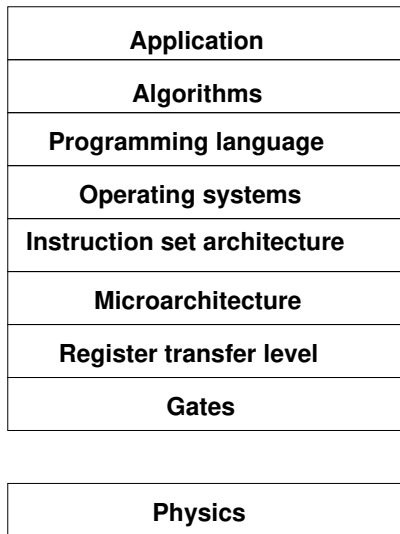 Application
Algorithms
Programming language
Operating systems
Instruction set architecture
Microarchitecture
Register transfer level
Gates
Physics